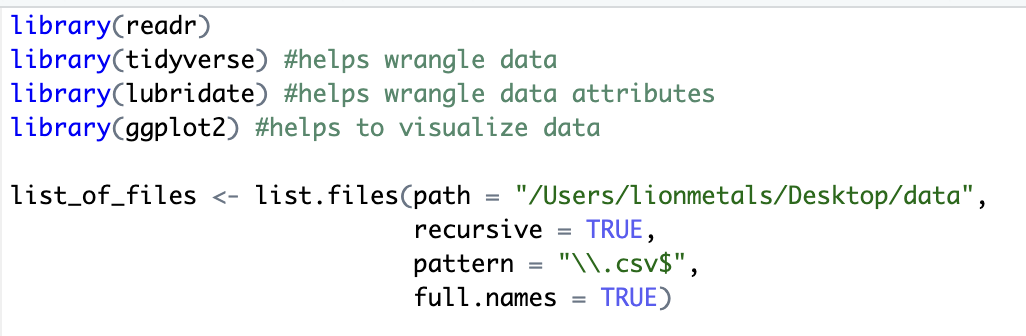 library(readr)
library(tidyverse) #helps wrangle data
library(lubridate) #helps wrangle data attributes
library(ggplot2) #helps to visualize data
list_of_files <- list.files(path = "/Users/lionmetals/Desktop/data",
recursive = TRUE,
pattern = "\\.csv$",
full.names = TRUE)